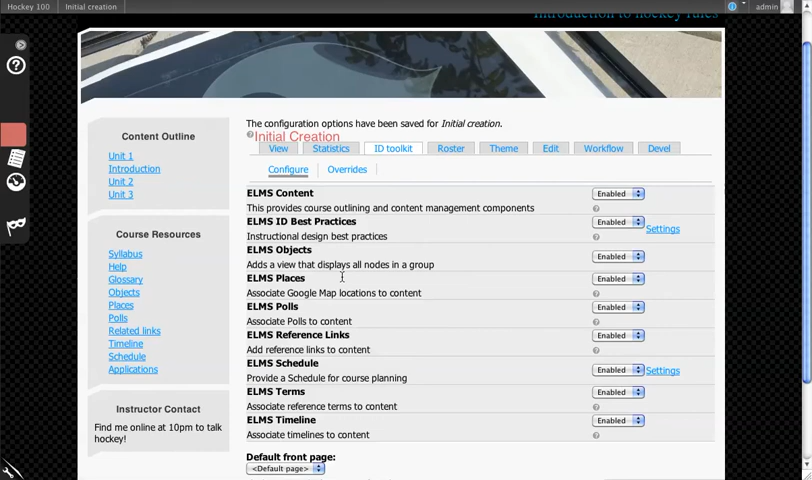 Hockey 100
Initial creation
admin
Introduction to hockey rules
Content Outline
Unit 1
Introduction
Unit 2
Unit 3
Course Resources
Syllabus
Help
Glossary
Objects
Places
Polls
Related links
Timeline
Schedule
Applications
Instructor Contact
Find me online at 10pm to talk
hockey!
The configuration options have been saved for Initial creation.
Initial Creation
View Statistics ID toolkit Roster Theme Edit Workflow Devel
Configure Overrides
ELMS Content Enabled
This provides course outlining and content management components
ELMS ID Best Practices Enabled Settings
Instructional design best practices
ELMS Objects Enabled
Adds a view that displays all nodes in a group
ELMS Places Enabled
Associate Google Map locations to content
ELMS Polls Enabled
Associate Polls to content
ELMS Reference Links Enabled
Add reference links to content
ELMS Schedule Enabled Settings
Provide a Schedule for course planning
ELMS Terms Enabled
Associate reference terms to content
ELMS Timeline Enabled
Associate timelines to content
Default front page:
<Default page>